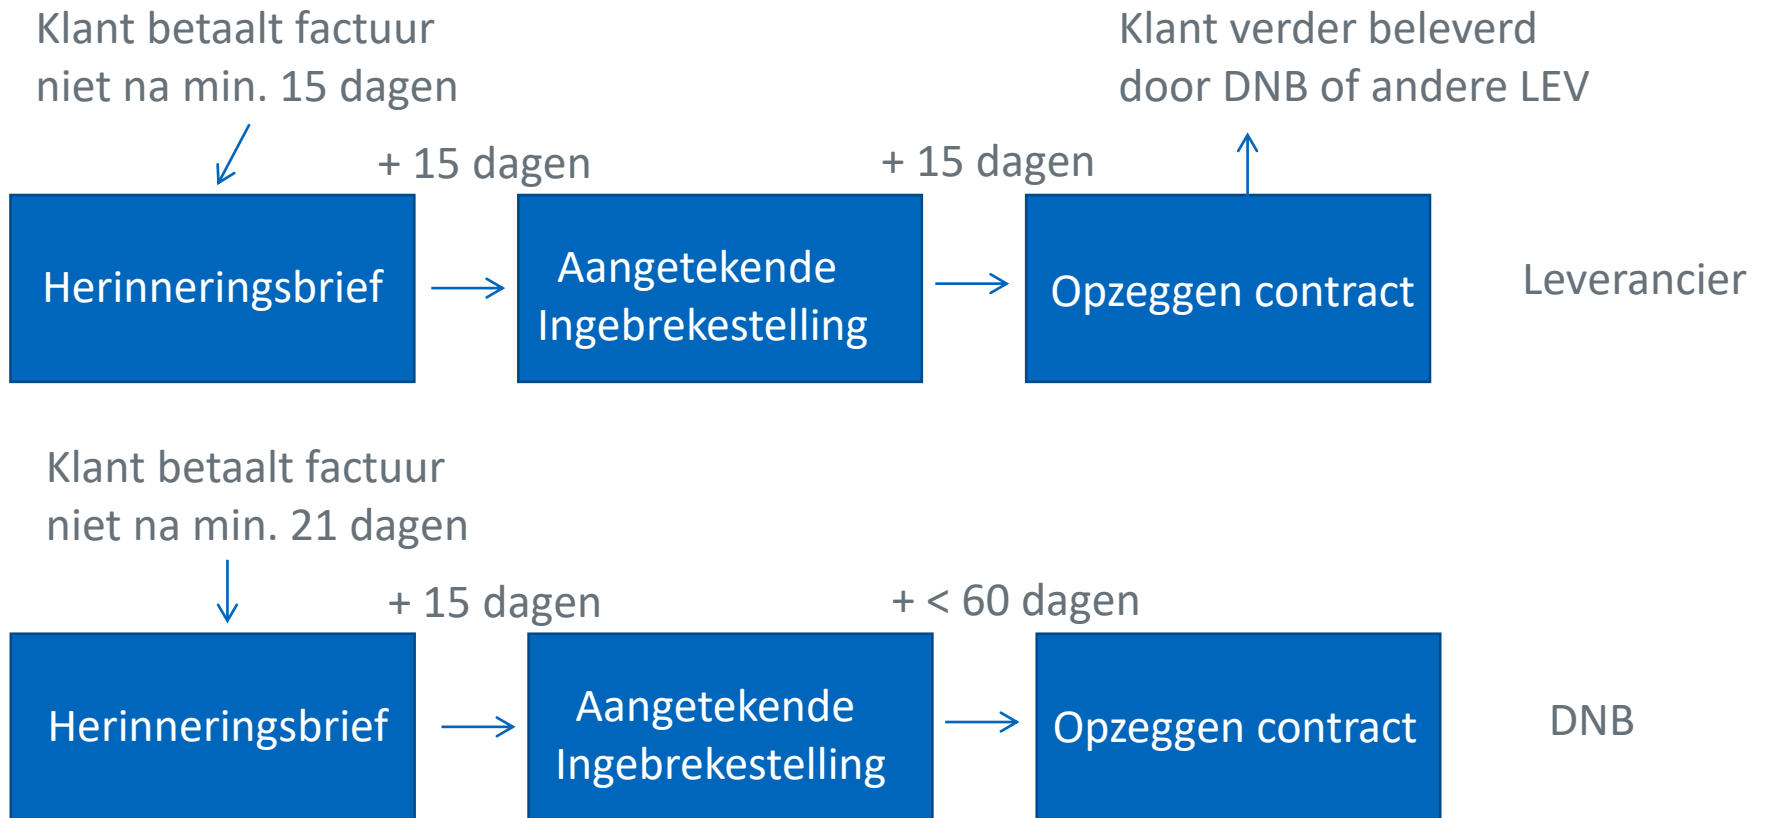 Klant betaalt factuur
niet na min. 15 dagen
Klant verder beleverd
door DNB of andere LEV
+ 15 dagen
+ 15 dagen
Herinneringsbrief
Aangetekende
Ingebrekestelling
Opzeggen contract
Leverancier
Klant betaalt factuur
niet na min. 21 dagen
+ 15 dagen
+ < 60 dagen
Herinneringsbrief
Aangetekende
Ingebrekestelling
Opzeggen contract
DNB